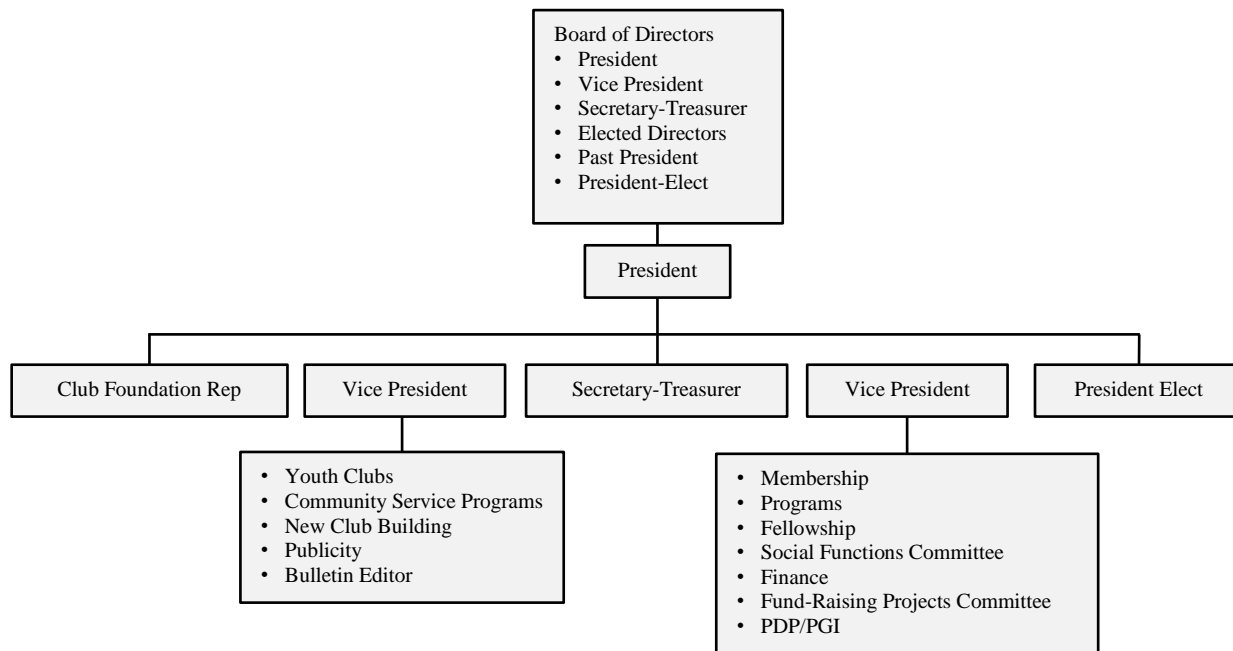 Board of Directors
• President
• Vice President
• Secretary-Treasurer
• Elected Directors
• Past President
• President-Elect
President
Club Foundation Rep
Vice President
Secretary-Treasurer
Vice President
President Elect
• Youth Clubs
• Community Service Programs
• New Club Building
• Publicity
• Bulletin Editor
• Membership
• Programs
• Fellowship
• Social Functions Committee
• Finance
• Fund-Raising Projects Committee
• PDP/PGI